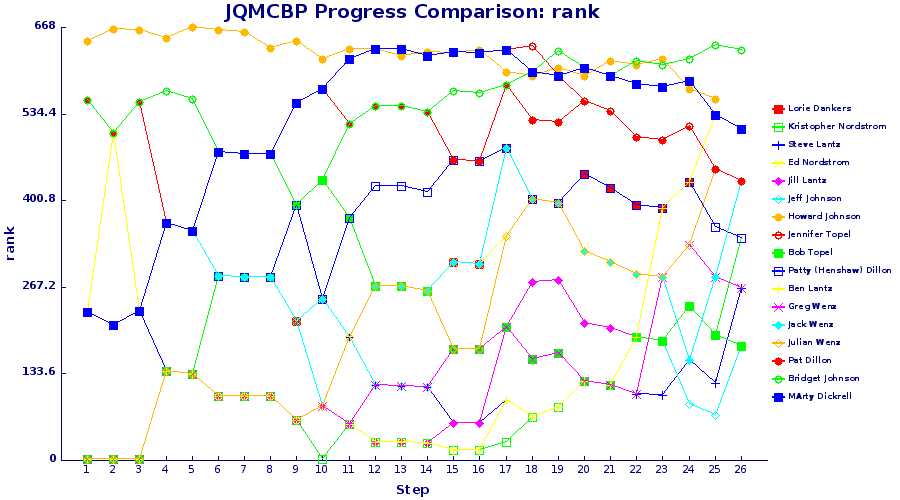 JQMCBP Progress Comparison: rank
668
534.4
400.8
267.2
133.6
0
rank
1 2 3 4 5 6 7 8 9 10 11 12 13 14 15 16 17 18 19 20 21 22 23 24 25 26
Step
Lorie Dankers
Kristopher Nordstrom
Steve Lantz
Ed Nordstrom
Jill Lantz
Jeff Johnson
Howard Johnson
Jennifer Topel
Bob Topel
Patty (Henshaw) Dillon
Ben Lantz
Greg Wenz
Jack Wenz
Julian Wenz
Pat Dillon
Bridget Johnson
MArty Dickrell